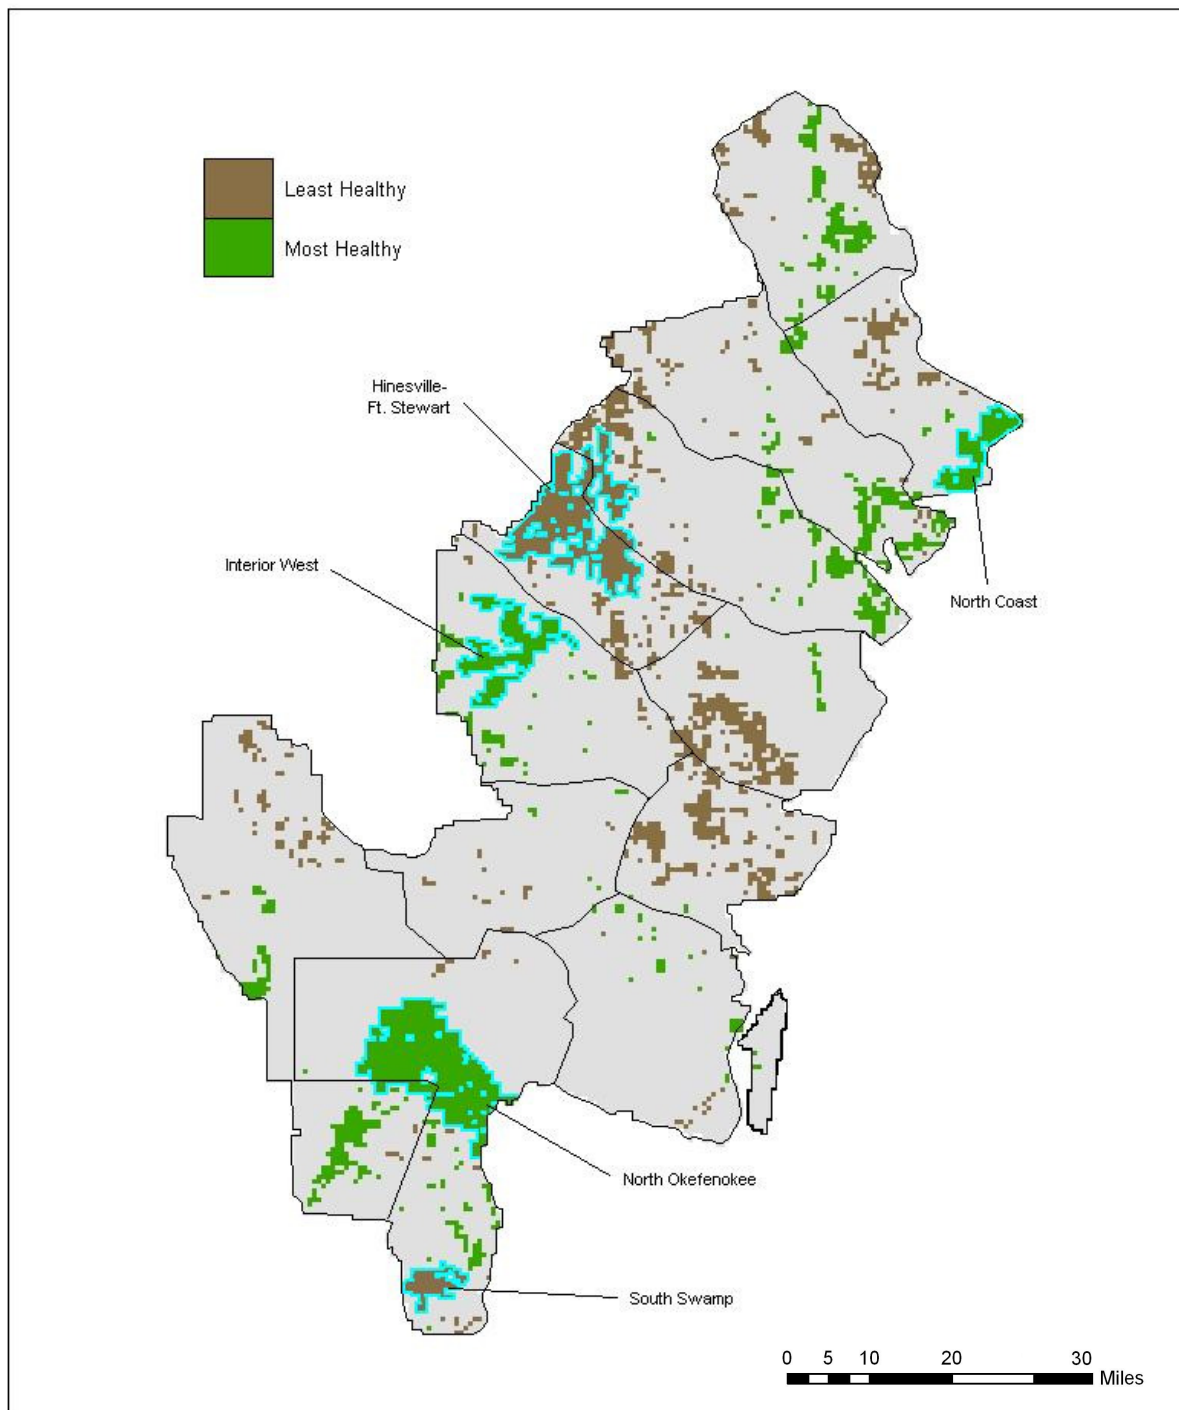 Least Healthy
Most Healthy
Hinesville-
Ft. Stewart
Interior West
North Coast
North Okefenokee
South Swamp
0 5 10 20 30
Miles